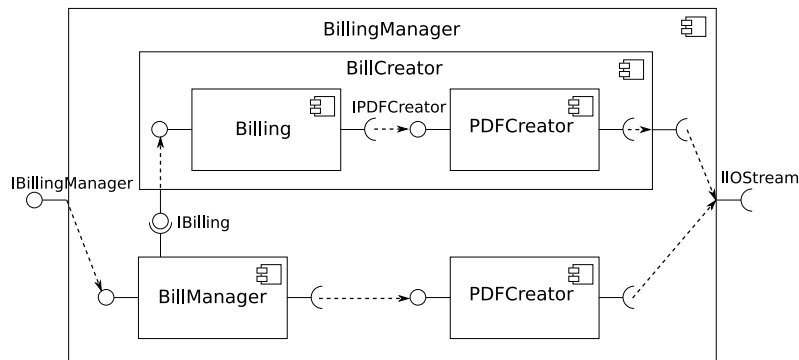 BillingManager
BillCreator
IPDFCreator
Billing
PDFCreator
IBillingManager
IIOStream
IBilling
BillManager
PDFCreator